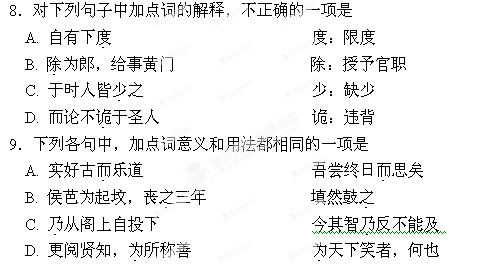 8．对下列句子中加点词的解释，不正确的一项是
A. 自有下度 度：限度
B. 除为郎，给事黄门 除：授予官职
C. 于时人皆少之 少：缺少
D. 而论不诡于圣人 诡：违背
9．下列各句中，加点词意义和用法都相同的一项是
A. 实好古而乐道 吾尝终日而思矣
B. 侯芭为起坟，丧之三年 填然鼓之
C. 乃从阁上自投下 今其智乃反不能及
D. 更阅贤知，为所称善 为天下笑者，何也